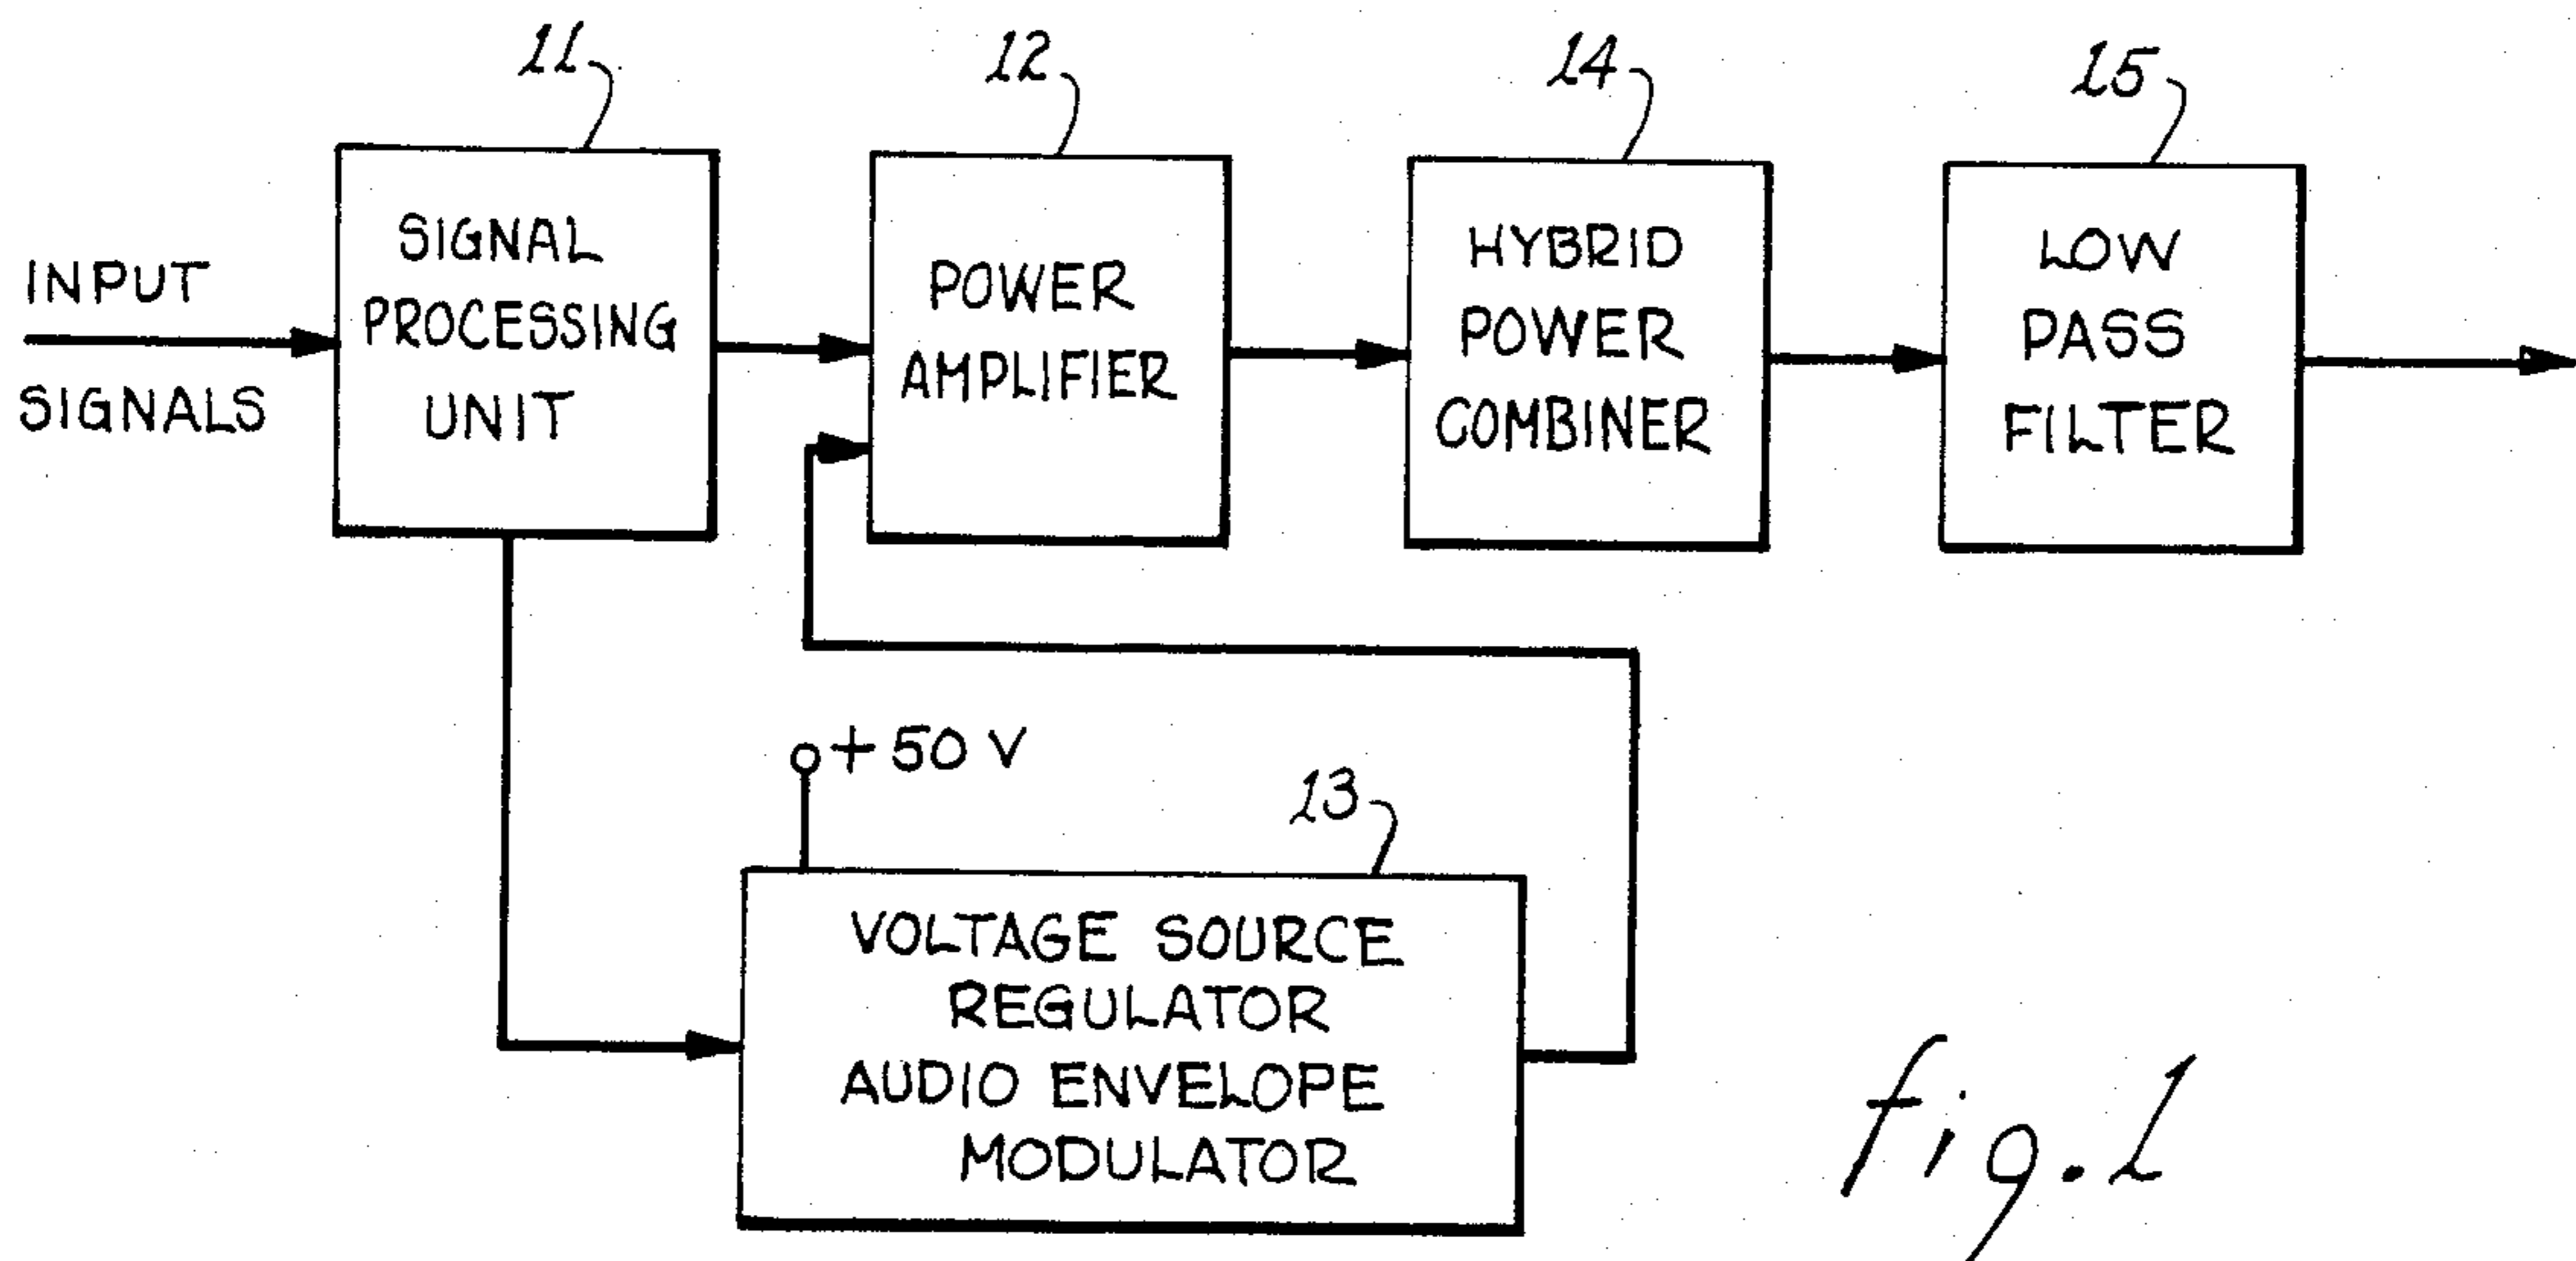 11
12
14
15
INPUT
SIGNALS
SIGNAL
PROCESSING
UNIT
POWER
AMPLIFIER
HYBRID
POWER
COMBINER
LOW
PASS
FILTER
+50 V
13
VOLTAGE SOURCE
REGULATOR
AUDIO ENVELOPE
MODULATOR
fig.1